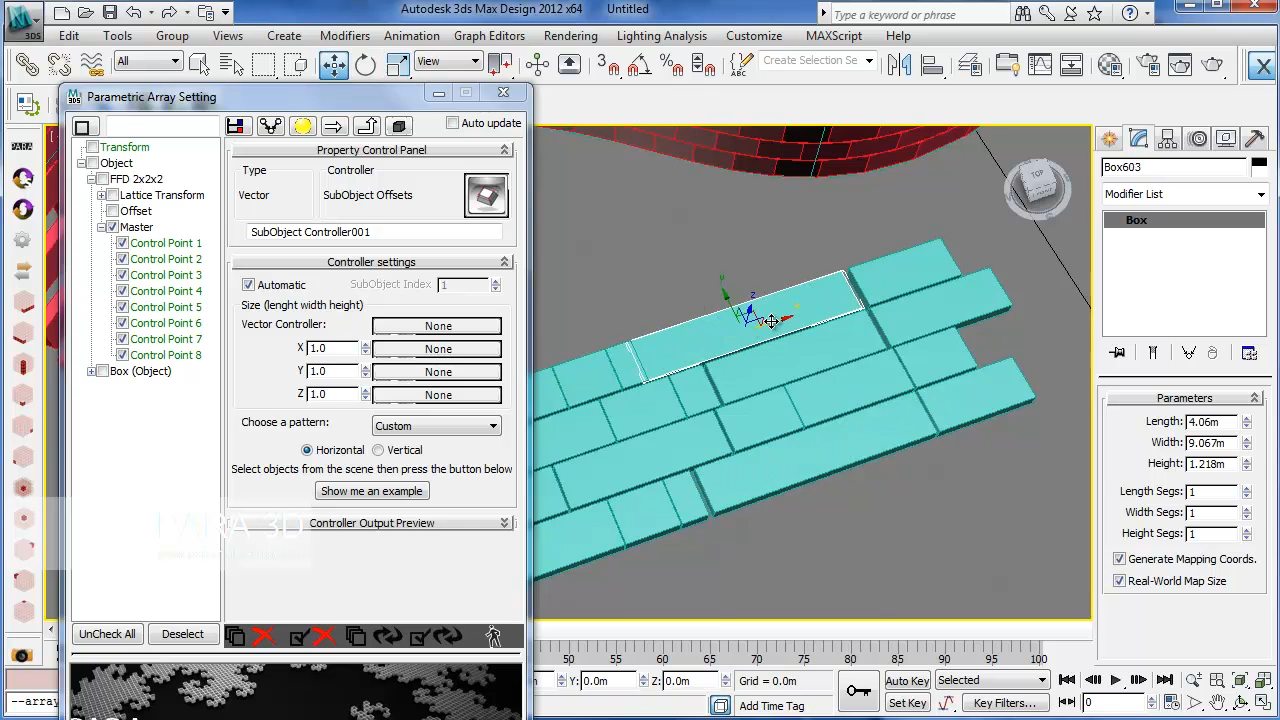 Autodesk 3ds Max Design 2012 x64 Untitled
Type a keyword or phrase
3DS
Edit Tools Group Views Create Modifiers Animation Graph Editors Rendering Lighting Analysis Customize MAXScript Help
All
View
Create Selection Se
Parametric Array Setting
Auto update
PARA
Transform
Object
FFD 2x2x2
Lattice Transform
Offset
Master
Control Point 1
Control Point 2
Control Point 3
Control Point 4
Control Point 5
Control Point 6
Control Point 7
Control Point 8
Box (Object)
UnCheck All
Deselect
Property Control Panel
Type
Controller
Vector
SubObject Offsets
SubObject Controller001
Controller settings
Automatic
SubObject Index 1
Size (lenght width height)
Vector Controller: None
X 1.0 None
Y 1.0 None
Z 1.0 None
Choose a pattern: Custom
Horizontal
Vertical
Select objects from the scene then press the button below
Show me an example
Controller Output Preview
PARA 3D
TOP
Box603
Modifier List
Box
Parameters
Length: 4.06m
Width: 9.067m
Height: 1.218m
Length Segs: 1
Width Segs: 1
Height Segs: 1
Generate Mapping Coords.
Real-World Map Size
50 55 60 65 70 75 80 85 90 95 100
Y: 0.0m Z: 0.0m Grid = 0.0m
Add Time Tag
Auto Key Selected
Set Key Key Filters...
0
--array